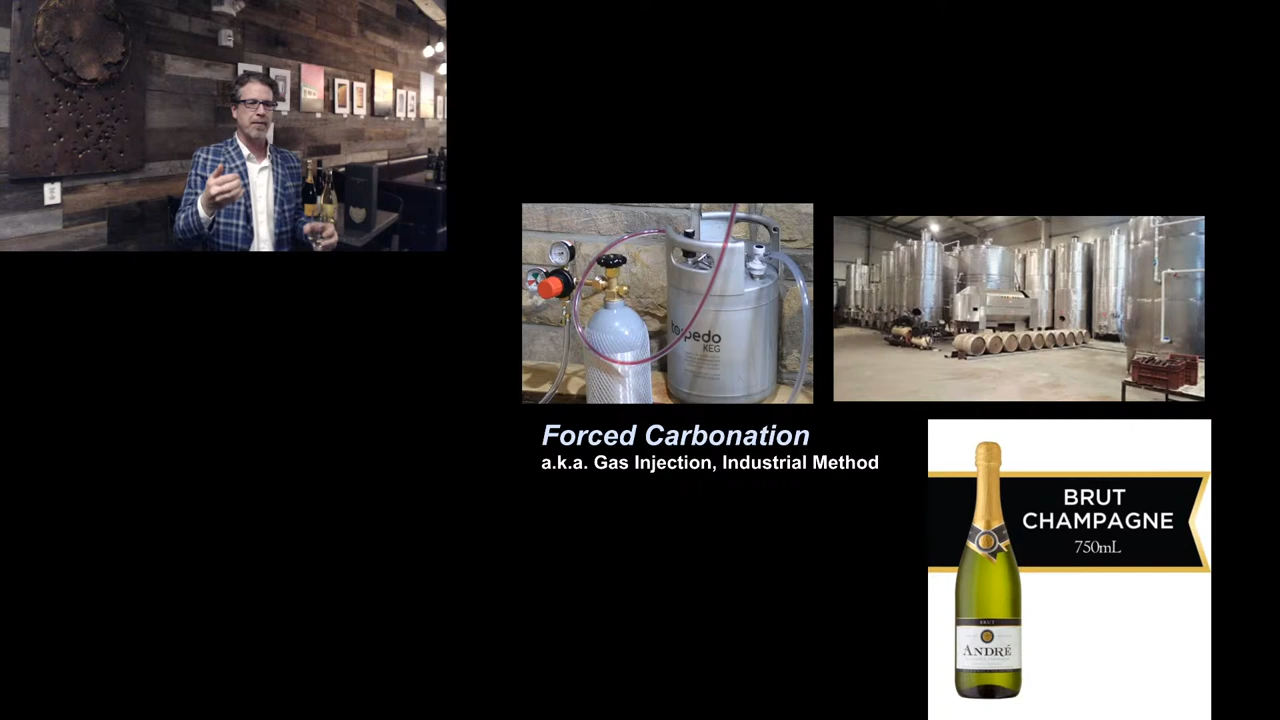 torpedo
KEG
Forced Carbonation
a.k.a. Gas Injection, Industrial Method
BRUT
CHAMPAGNE
750mL
BRUT
ANDRÉ